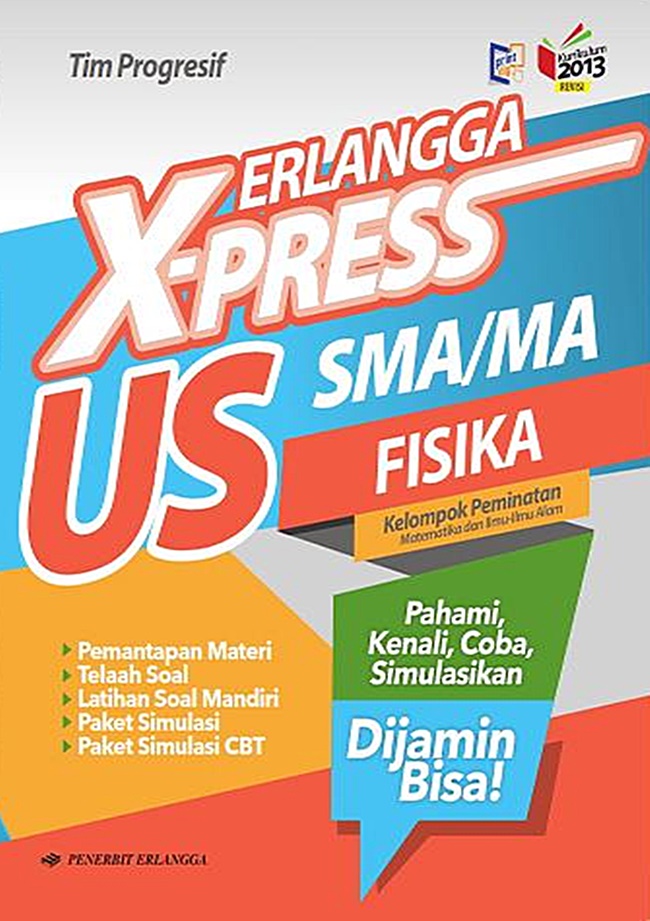 Tim Progresif
print
Kurikulum
2013
REVISI
ERLANGGA
X-PRESS
US
SMA/MA
FISIKA
Kelompok Peminatan
Matematika dan Ilmu-Ilmu Alam
Pahami,
Kenali, Coba,
Simulasikan
Pemantapan Materi
Telaah Soal
Latihan Soal Mandiri
Paket Simulasi
Paket Simulasi CBT
Dijamin
Bisa!
PENERBIT ERLANGGA